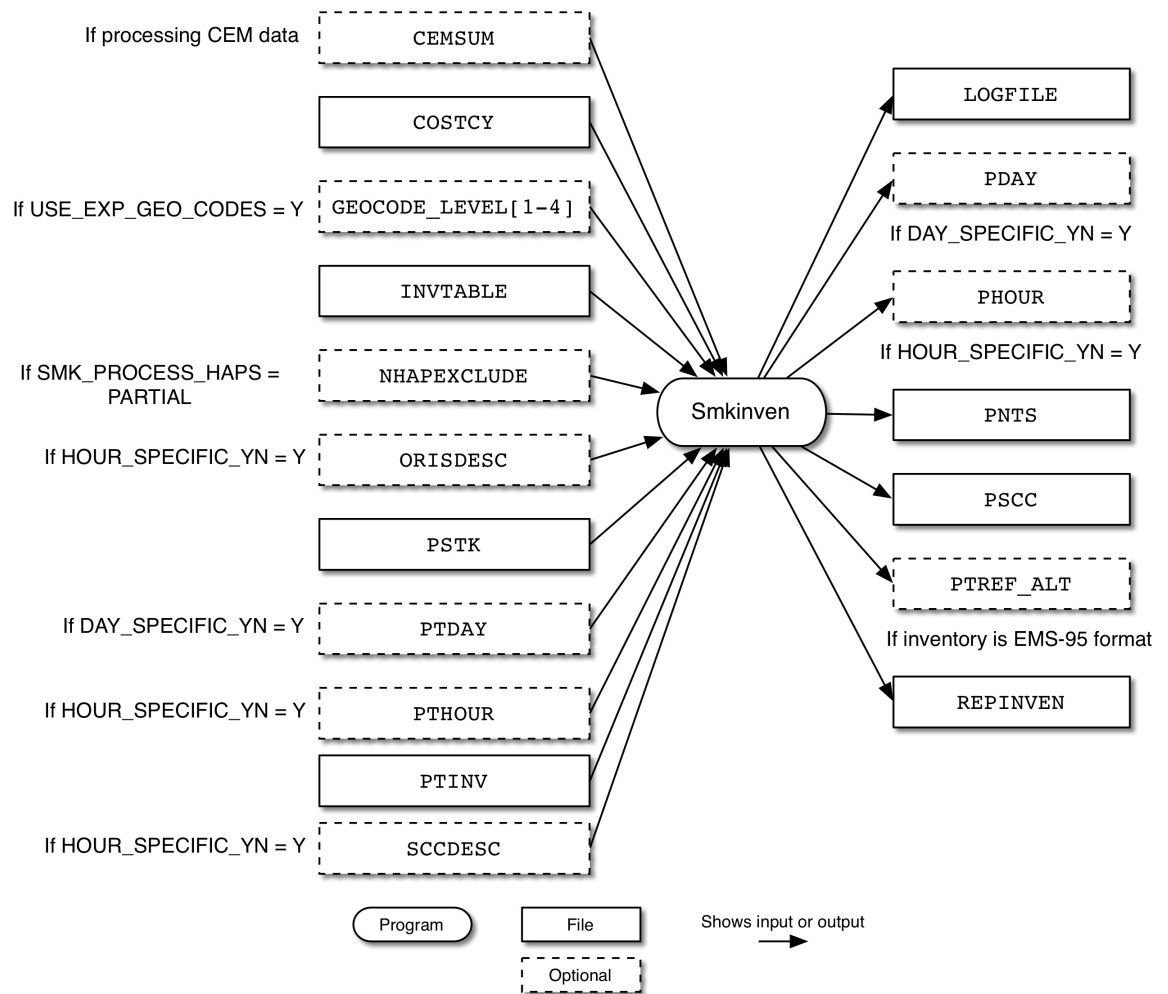 If processing CEM data
CEMSUM
COSTCY
If USE_EXP_GEO_CODES = Y
GEOCODE_LEVEL[1-4]
INVTABLE
If SMK_PROCESS_HAPS =
PARTIAL
NHAPEXCLUDE
If HOUR_SPECIFIC_YN = Y
ORISDESC
PSTK
If DAY_SPECIFIC_YN = Y
PTDAY
If HOUR_SPECIFIC_YN = Y
PTHOUR
PTINV
If HOUR_SPECIFIC_YN = Y
SCCDESC
Smkinven
LOGFILE
PDAY
If DAY_SPECIFIC_YN = Y
PHOUR
If HOUR_SPECIFIC_YN = Y
PNTS
PSCC
PTREF_ALT
If inventory is EMS-95 format
REPINVEN
Program
File
Optional
Shows input or output